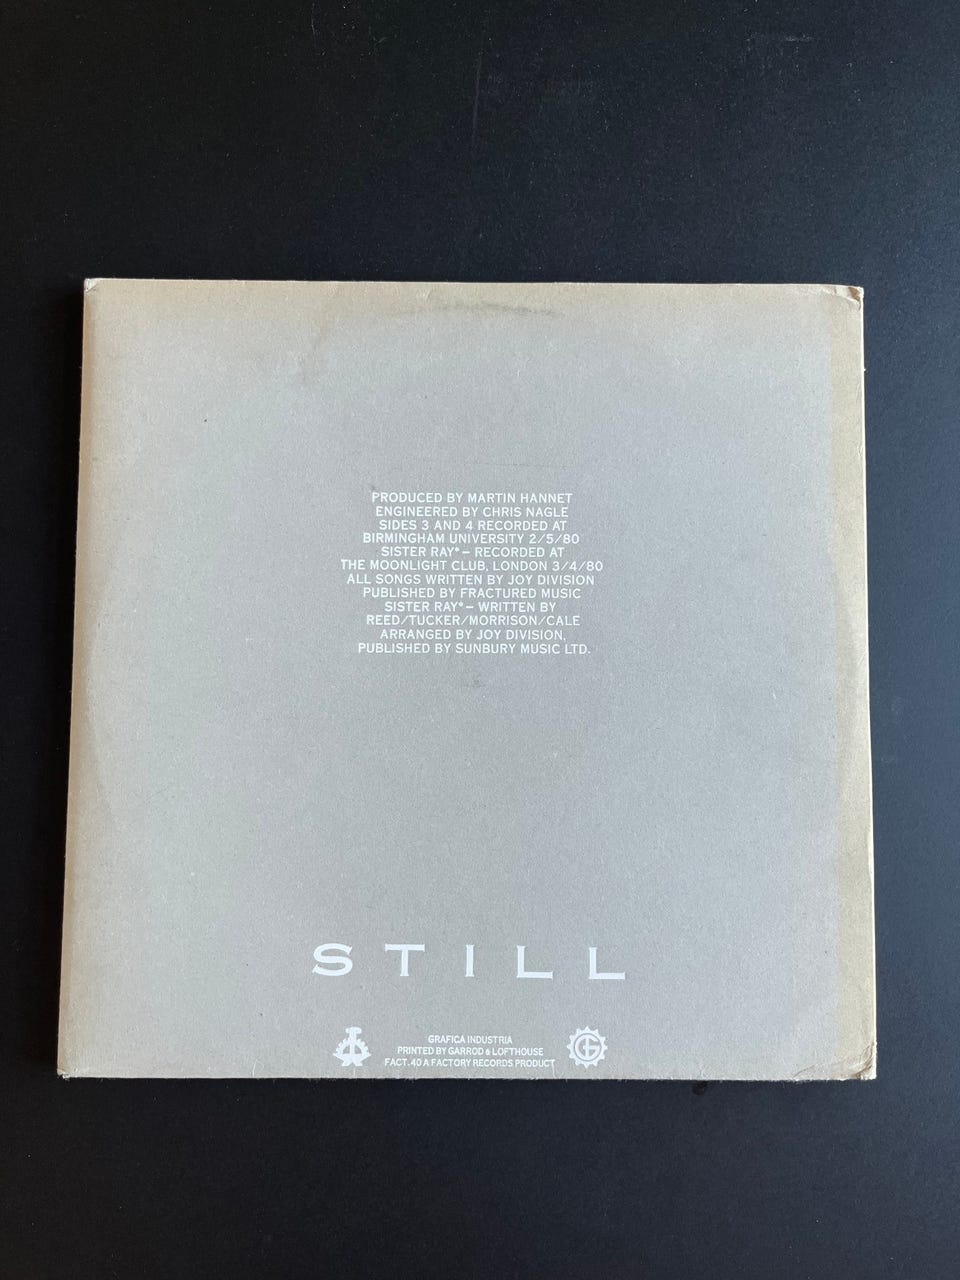 PRODUCED BY MARTIN HANNET
ENGINEERED BY CHRIS NAGLE
SIDES 3 AND 4 RECORDED AT
BIRMINGHAM UNIVERSITY 2/5/80
SISTER RAY* – RECORDED AT
THE MOONLIGHT CLUB, LONDON 3/4/80
ALL SONGS WRITTEN BY JOY DIVISION
PUBLISHED BY FRACTURED MUSIC
SISTER RAY* – WRITTEN BY
REED/TUCKER/MORRISON/CALE
ARRANGED BY JOY DIVISION,
PUBLISHED BY SUNBURY MUSIC LTD.
STILL
GRAFICA INDUSTRIA
PRINTED BY GARROD & LOFTHOUSE
FACT. 40 A FACTORY RECORDS PRODUCT